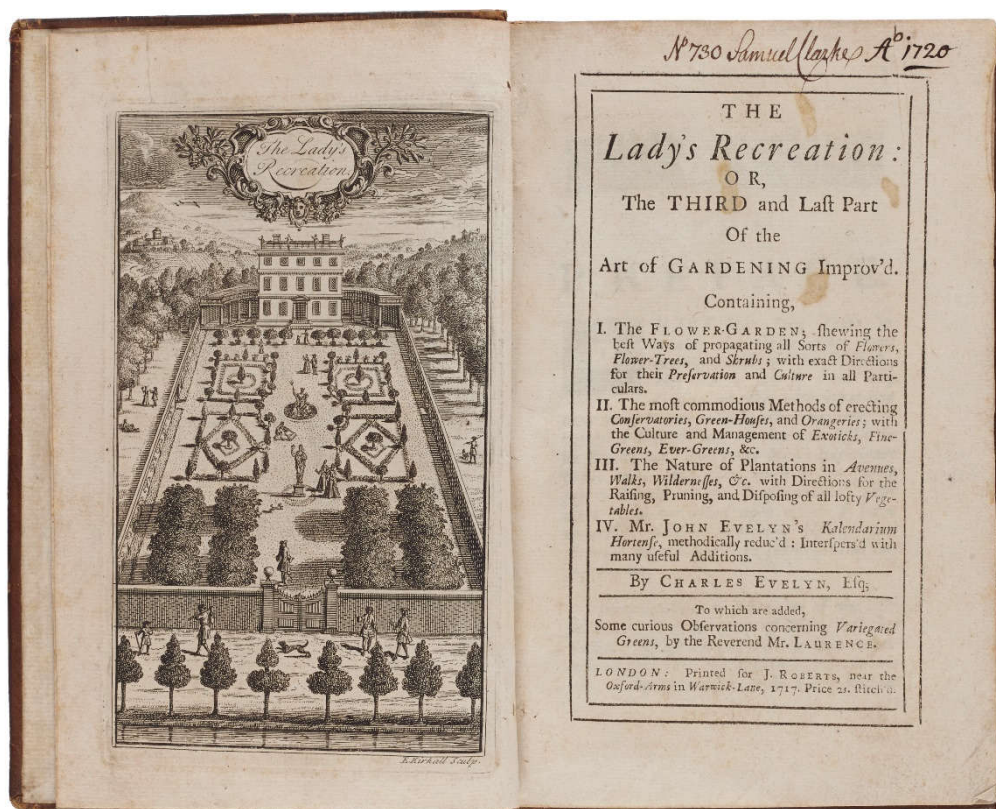 The Lady's
Recreation.
E. Kirkall Sculp.
No 730 Samuel Clarke Ab 1720
THE
Lady's Recreation:
OR,
The THIRD and Laſt Part
Of the
Art of GARDENING Improv'd.
Containing,
I. The FLOWER-GARDEN; ſhewing the
beſt Ways of propagating all Sorts of Flowers,
Flower-Trees, and Shrubs; with exact Directions
for their Preſervation and Culture in all Parti-
culars.
II. The moſt commodious Methods of erecting
Conſervatories, Green-Houſes, and Orangeries; with
the Culture and Management of Exoticks, Fine-
Greens, Ever-Greens, &c.
III. The Nature of Plantations in Avenues,
Walks, Wilderneſſes, &c. with Directions for the
Raiſing, Pruning, and Diſpoſing of all lofty Vege-
tables.
IV. Mr. JOHN EVELYN's Kalendarium
Hortenſe, methodically reduc'd: Interſpers'd with
many uſeful Additions.
By CHARLES EVELYN, Eſq;
To which are added,
Some curious Obſervations concerning Variegated
Greens, by the Reverend Mr. LAURENCE.
LONDON: Printed for J. ROBERTS, near the
Oxford-Arms in Warwick-Lane, 1717. Price 2s. ſtitch'd.